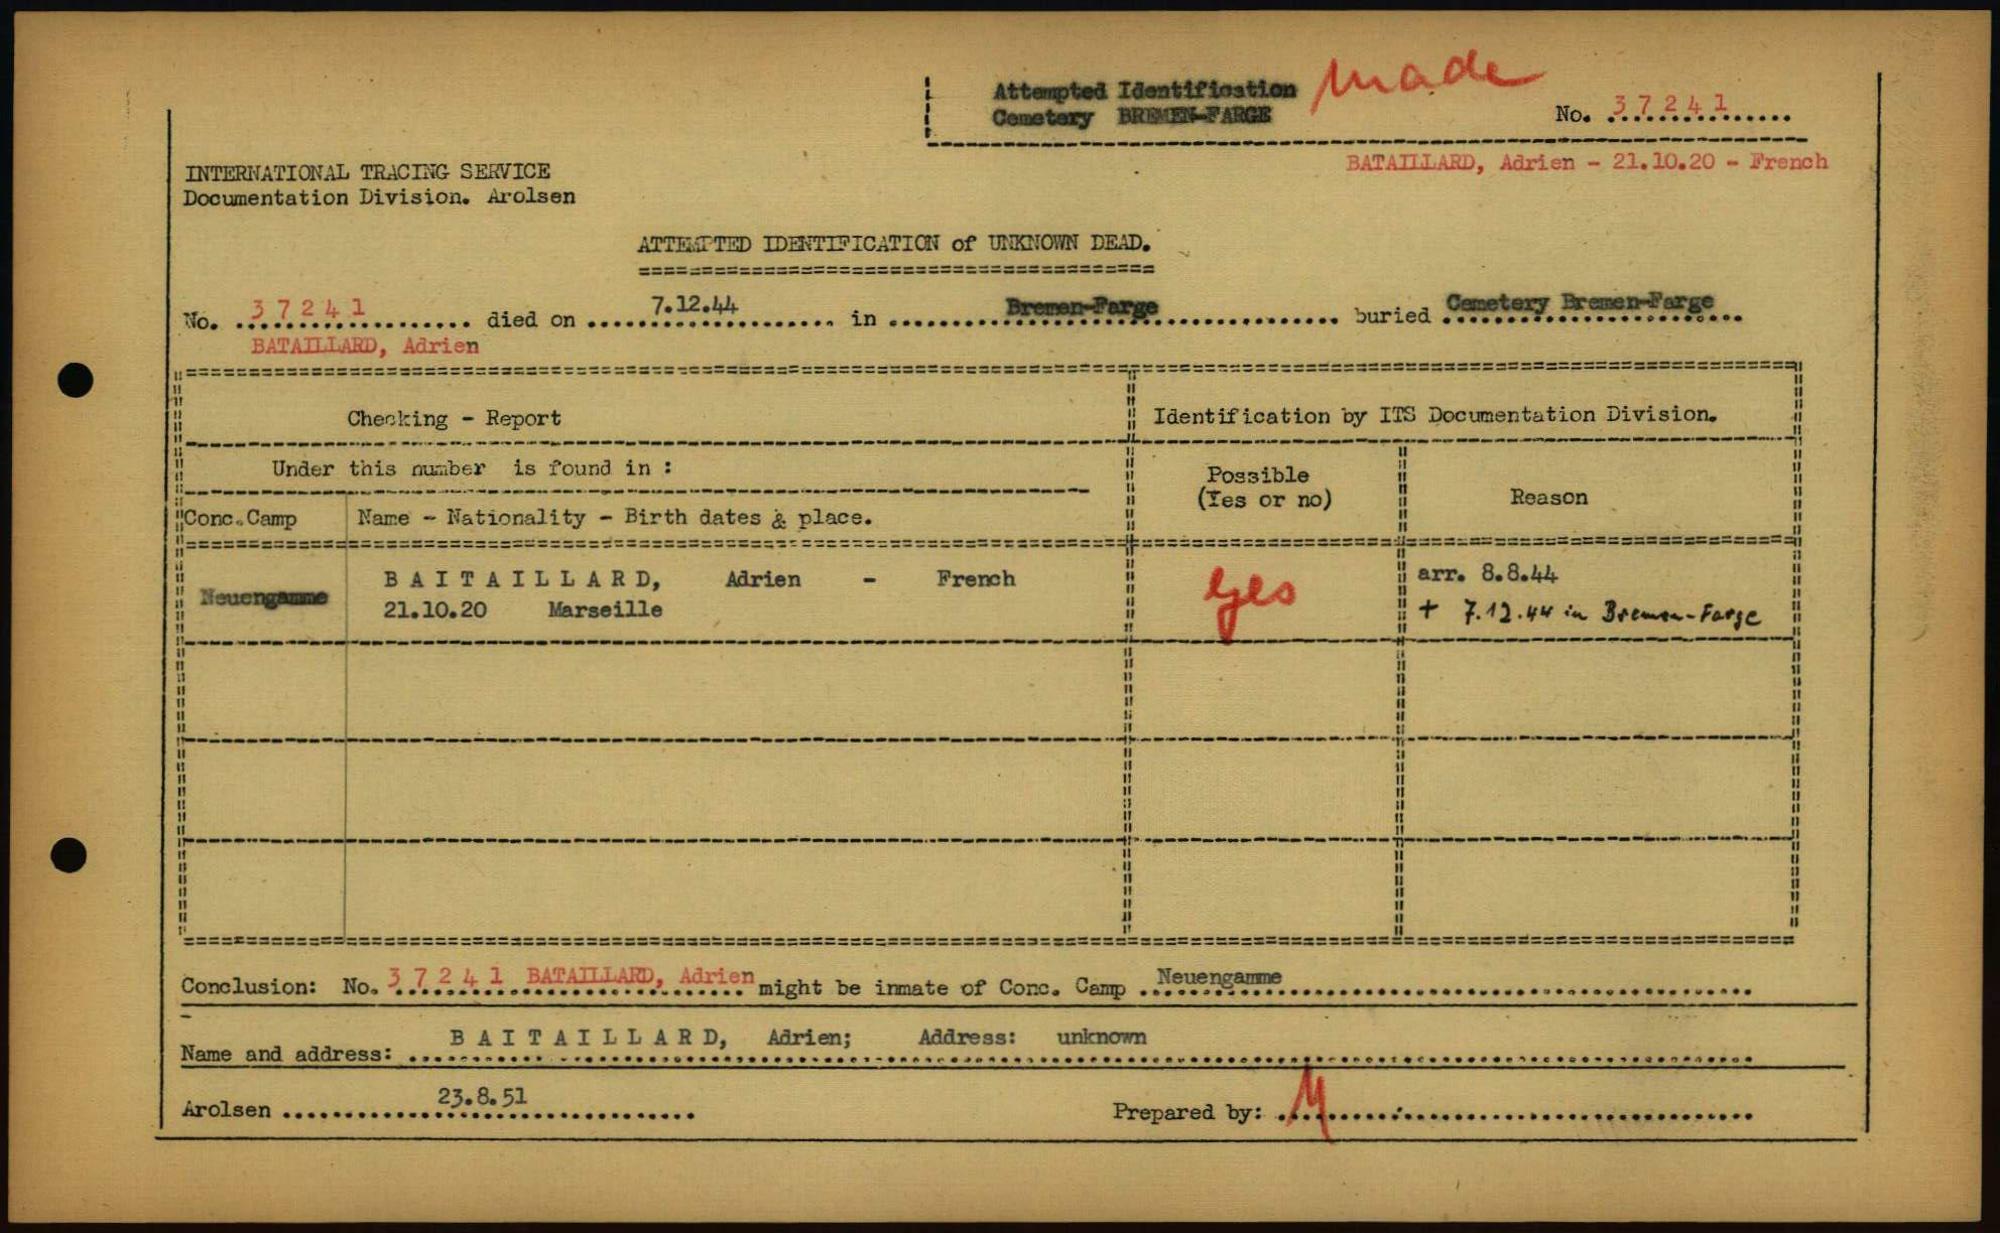 Attempted Identification made
Cemetery BREMEN-FARGE
No. 37241
BATAILLARD, Adrien - 21.10.20 - French
INTERNATIONAL TRACING SERVICE
Documentation Division. Arolsen
ATTEMPTED IDENTIFICATION of UNKNOWN DEAD.
No. 37241 died on 7.12.44 in Bremen-Farge buried Cemetery Bremen-Farge
BATAILLARD, Adrien
Checking - Report
Identification by ITS Documentation Division.
Under this number is found in :
Possible
(Yes or no)
Reason
Conc.Camp
Name - Nationality - Birth dates & place.
Neuengamme
BAITAILLARD, Adrien - French
21.10.20 Marseille
yes
arr. 8.8.44
+ 7.12.44 in Bremen-Farge
Conclusion: No. 37241 BATAILLARD, Adrien might be inmate of Conc. Camp Neuengamme
Name and address: BAITAILLARD, Adrien; Address: unknown
Arolsen 23.8.51
Prepared by: